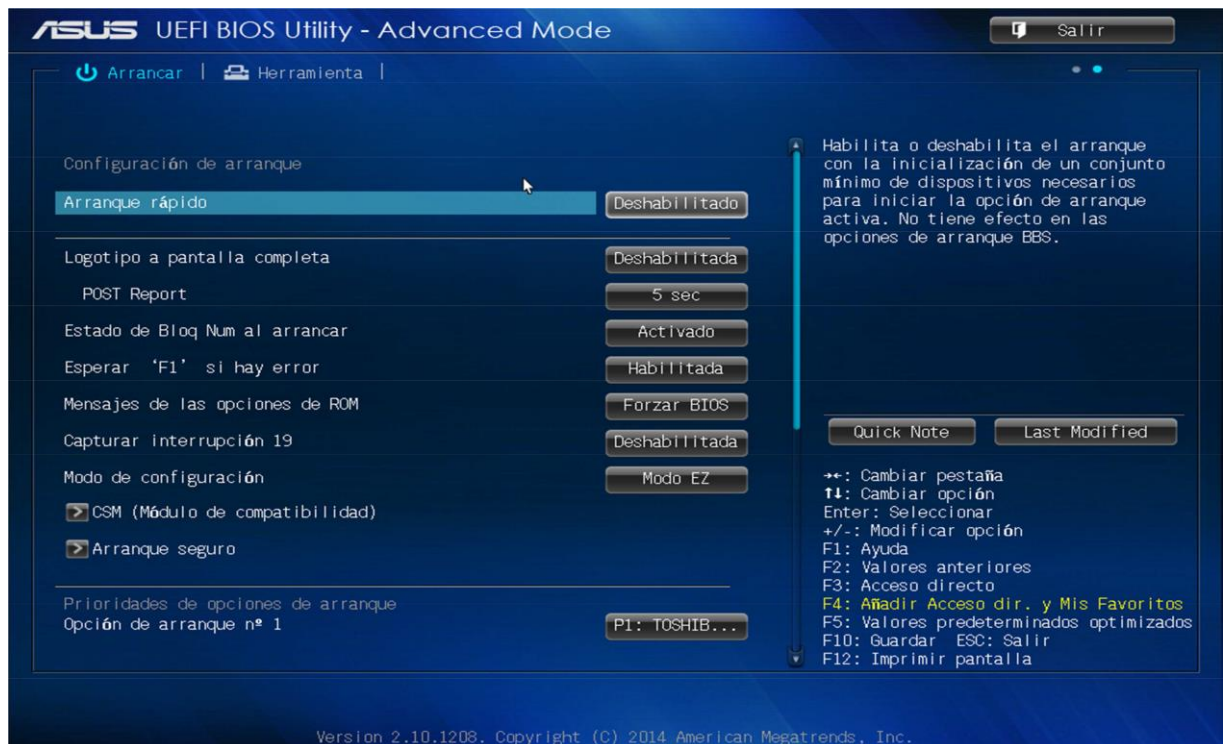 ASUS UEFI BIOS Utility - Advanced Mode
Salir
Arrancar | Herramienta |
Configuración de arranque
Arranque rápido Deshabilitado
Logotipo a pantalla completa Deshabilitada
POST Report 5 sec
Estado de Bloq Num al arrancar Activado
Esperar ‘F1’ si hay error Habilitada
Mensajes de las opciones de ROM Forzar BIOS
Capturar interrupción 19 Deshabilitada
Modo de configuración Modo EZ
> CSM (Módulo de compatibilidad)
> Arranque seguro
Prioridades de opciones de arranque
Opción de arranque nº 1 P1: TOSHIB...
Habilita o deshabilita el arranque
con la inicialización de un conjunto
mínimo de dispositivos necesarios
para iniciar la opción de arranque
activa. No tiene efecto en las
opciones de arranque BBS.
Quick Note Last Modified
→←: Cambiar pestaña
↑↓: Cambiar opción
Enter: Seleccionar
+/-: Modificar opción
F1: Ayuda
F2: Valores anteriores
F3: Acceso directo
F4: Añadir Acceso dir. y Mis Favoritos
F5: Valores predeterminados optimizados
F10: Guardar ESC: Salir
F12: Imprimir pantalla
Version 2.10.1208. Copyright (C) 2014 American Megatrends, Inc.